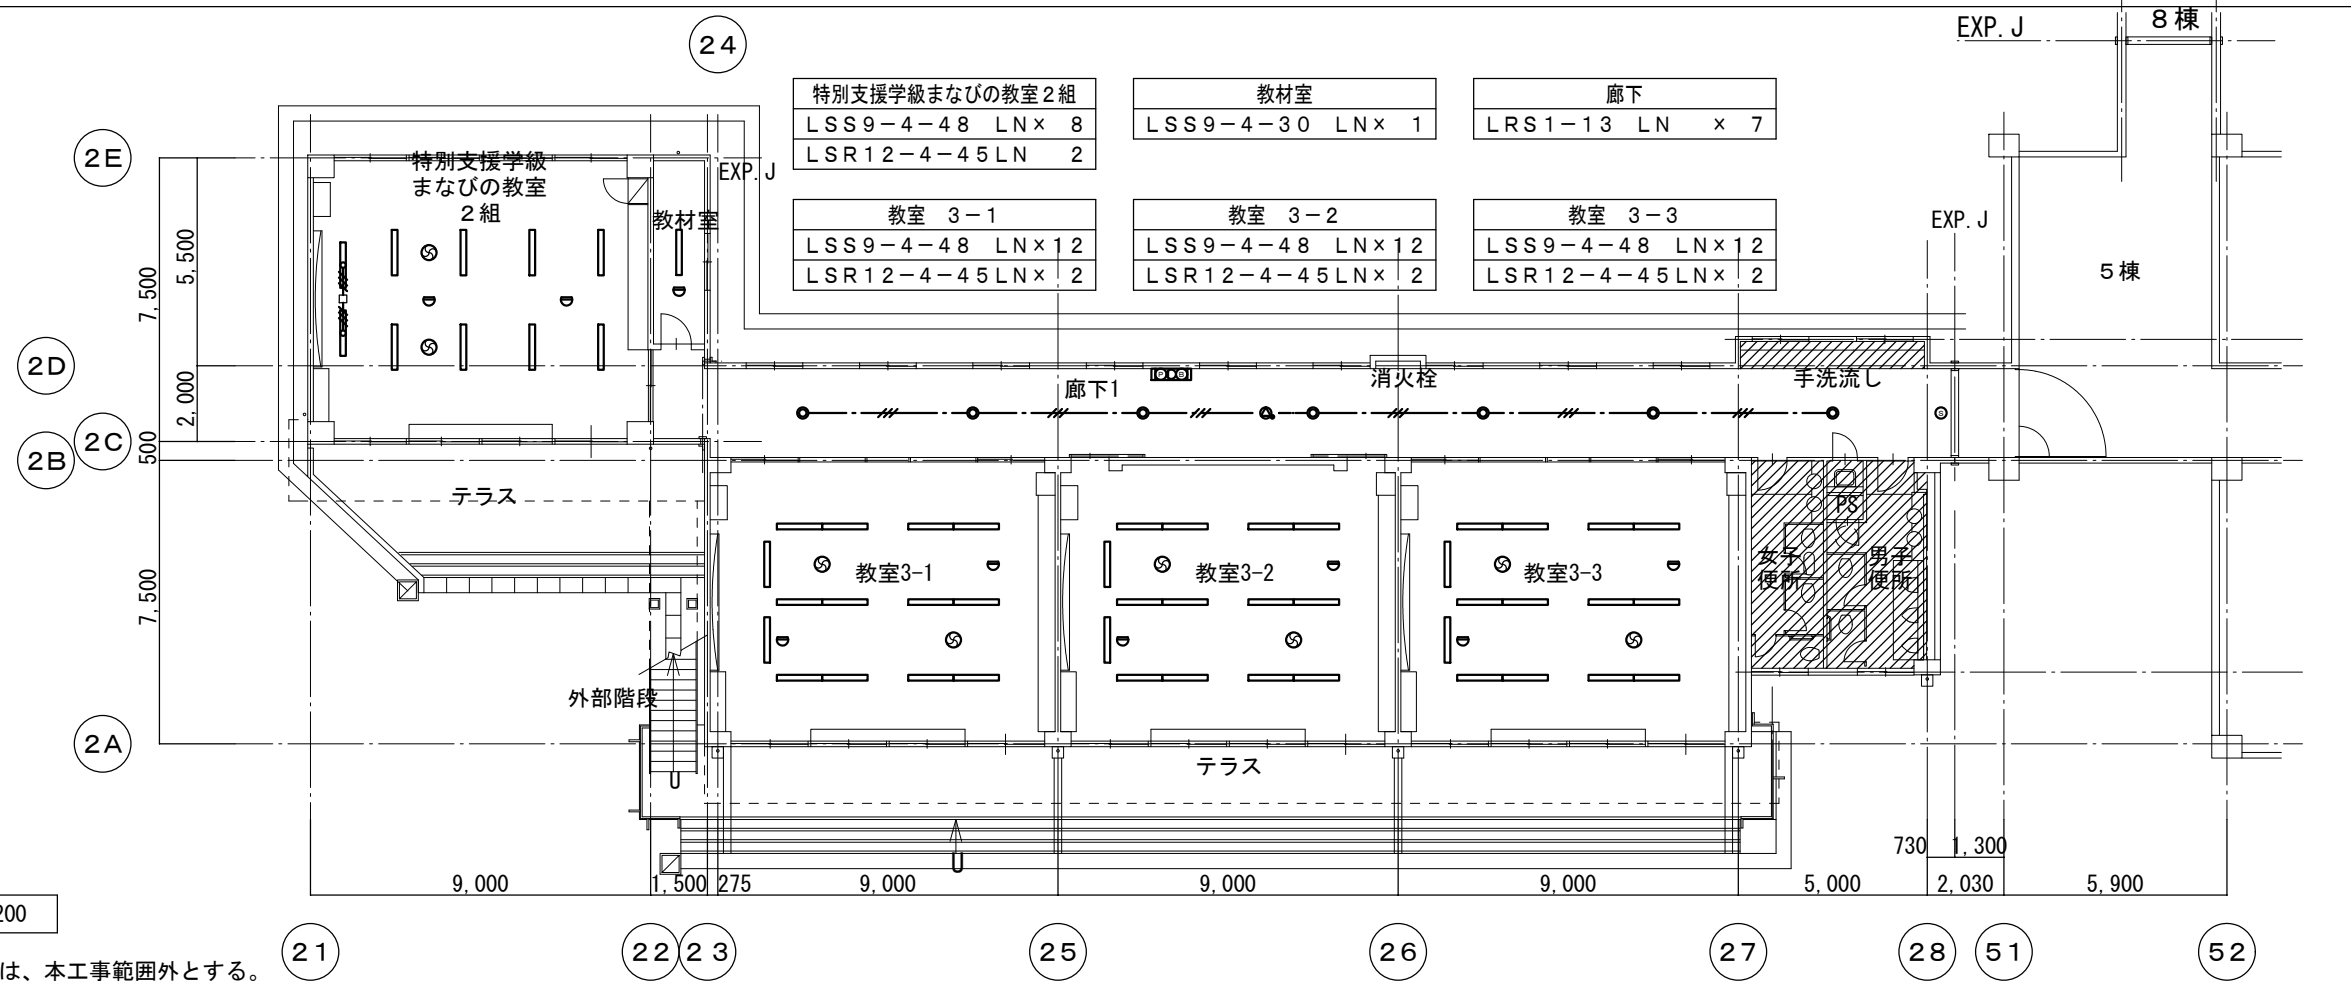 EXP. J
8棟
24
特別支援学級まなびの教室2組
LSS9-4-48 LN× 8
LSR12-4-45LN 2
教材室
LSS9-4-30 LN× 1
廊下
LRS1-13 LN × 7
教室 3-1
LSS9-4-48 LN×12
LSR12-4-45LN× 2
教室 3-2
LSS9-4-48 LN×12
LSR12-4-45LN× 2
教室 3-3
LSS9-4-48 LN×12
LSR12-4-45LN× 2
2E
特別支援学級
まなびの教室
2組
EXP. J
教材室
EXP. J
5棟
5,500
7,500
2D
2,000
廊下1
消火栓
手洗流し
P
B
S
2C
500
2B
テラス
PS
7,500
教室3-1
教室3-2
教室3-3
女子
便所
男子
便所
外部階段
2A
U
テラス
U
730
1,300
9,000
1,500
275
9,000
9,000
9,000
5,000
2,030
5,900
200
21
22
23
25
26
27
28
51
52
は、本工事範囲外とする。